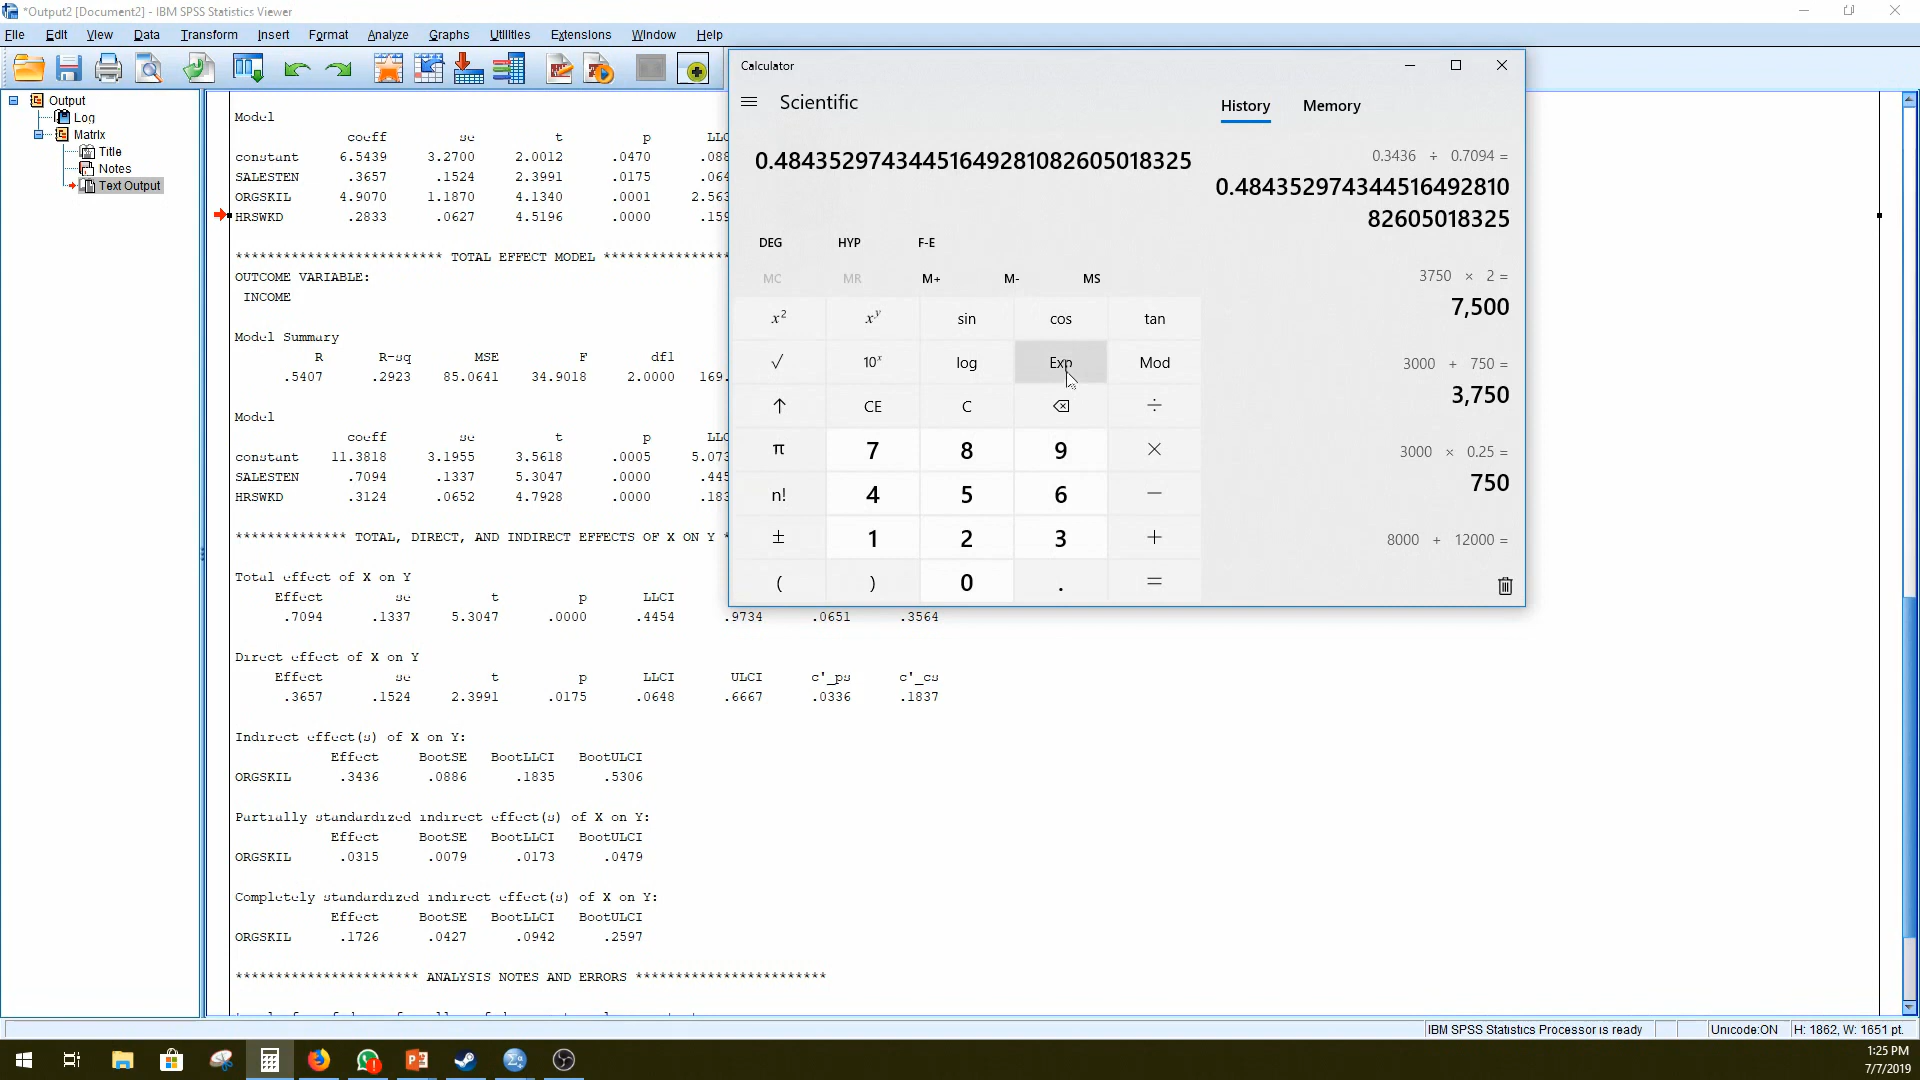 *Output2 [Document2] - IBM SPSS Statistics Viewer
File Edit View Data Transform Insert Format Analyze Graphs Utilities Extensions Window Help
Output
Log
Matrix
Title
Notes
Text Output
Model
coeff se t p
constant 6.5439 3.2700 2.0012 .0470
SALESTEN .3657 .1524 2.3991 .0175
ORGSKIL 4.9070 1.1870 4.1340 .0001
HRSWKD .2833 .0627 4.5196 .0000
************************** TOTAL EFFECT MODEL ****************
OUTCOME VARIABLE:
INCOME
Model Summary
R R-sq MSE F df1
.5407 .2923 85.0641 34.9018 2.0000 169.
Model
coeff se t p
constant 11.3818 3.1955 3.5618 .0005 5.073
SALESTEN .7094 .1337 5.3047 .0000 .445
HRSWKD .3124 .0652 4.7928 .0000 .183
************** TOTAL, DIRECT, AND INDIRECT EFFECTS OF X ON Y *
Total effect of X on Y
Effect se t p LLCI
.7094 .1337 5.3047 .0000 .4454 .9734 .0651 .3564
Direct effect of X on Y
Effect se t p LLCI ULCI c'_ps c'_cs
.3657 .1524 2.3991 .0175 .0648 .6667 .0336 .1837
Indirect effect(s) of X on Y:
Effect BootSE BootLLCI BootULCI
ORGSKIL .3436 .0886 .1835 .5306
Partially standardized indirect effect(s) of X on Y:
Effect BootSE BootLLCI BootULCI
ORGSKIL .0315 .0079 .0173 .0479
Completely standardized indirect effect(s) of X on Y:
Effect BootSE BootLLCI BootULCI
ORGSKIL .1726 .0427 .0942 .2597
*********************** ANALYSIS NOTES AND ERRORS ************************
Calculator
Scientific
0.48435297434451649281082605018325
DEG HYP F-E
MC MR M+ M- MS
x² xʸ sin cos tan
√ 10ˣ log Exp Mod
↑ CE C ⌫ ÷
π 7 8 9 ×
n! 4 5 6 −
± 1 2 3 +
( ) 0 . =
History Memory
0.3436 ÷ 0.7094 =
0.484352974344516492810
82605018325
3750 × 2 =
7,500
3000 + 750 =
3,750
3000 × 0.25 =
750
8000 + 12000 =
IBM SPSS Statistics Processor is ready Unicode:ON H: 1862, W: 1651 pt.
1:25 PM
7/7/2019